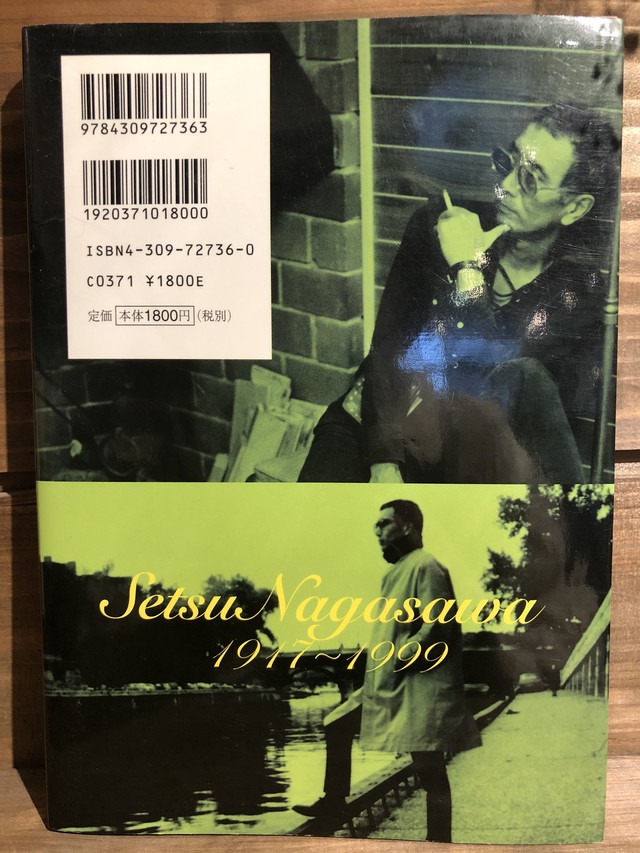 9784309727363
1920371018000
ISBN4-309-72736-0
C0371 ¥1800E
定価 本体1800円 (税別)
Setsu Nagasawa
1917~1999